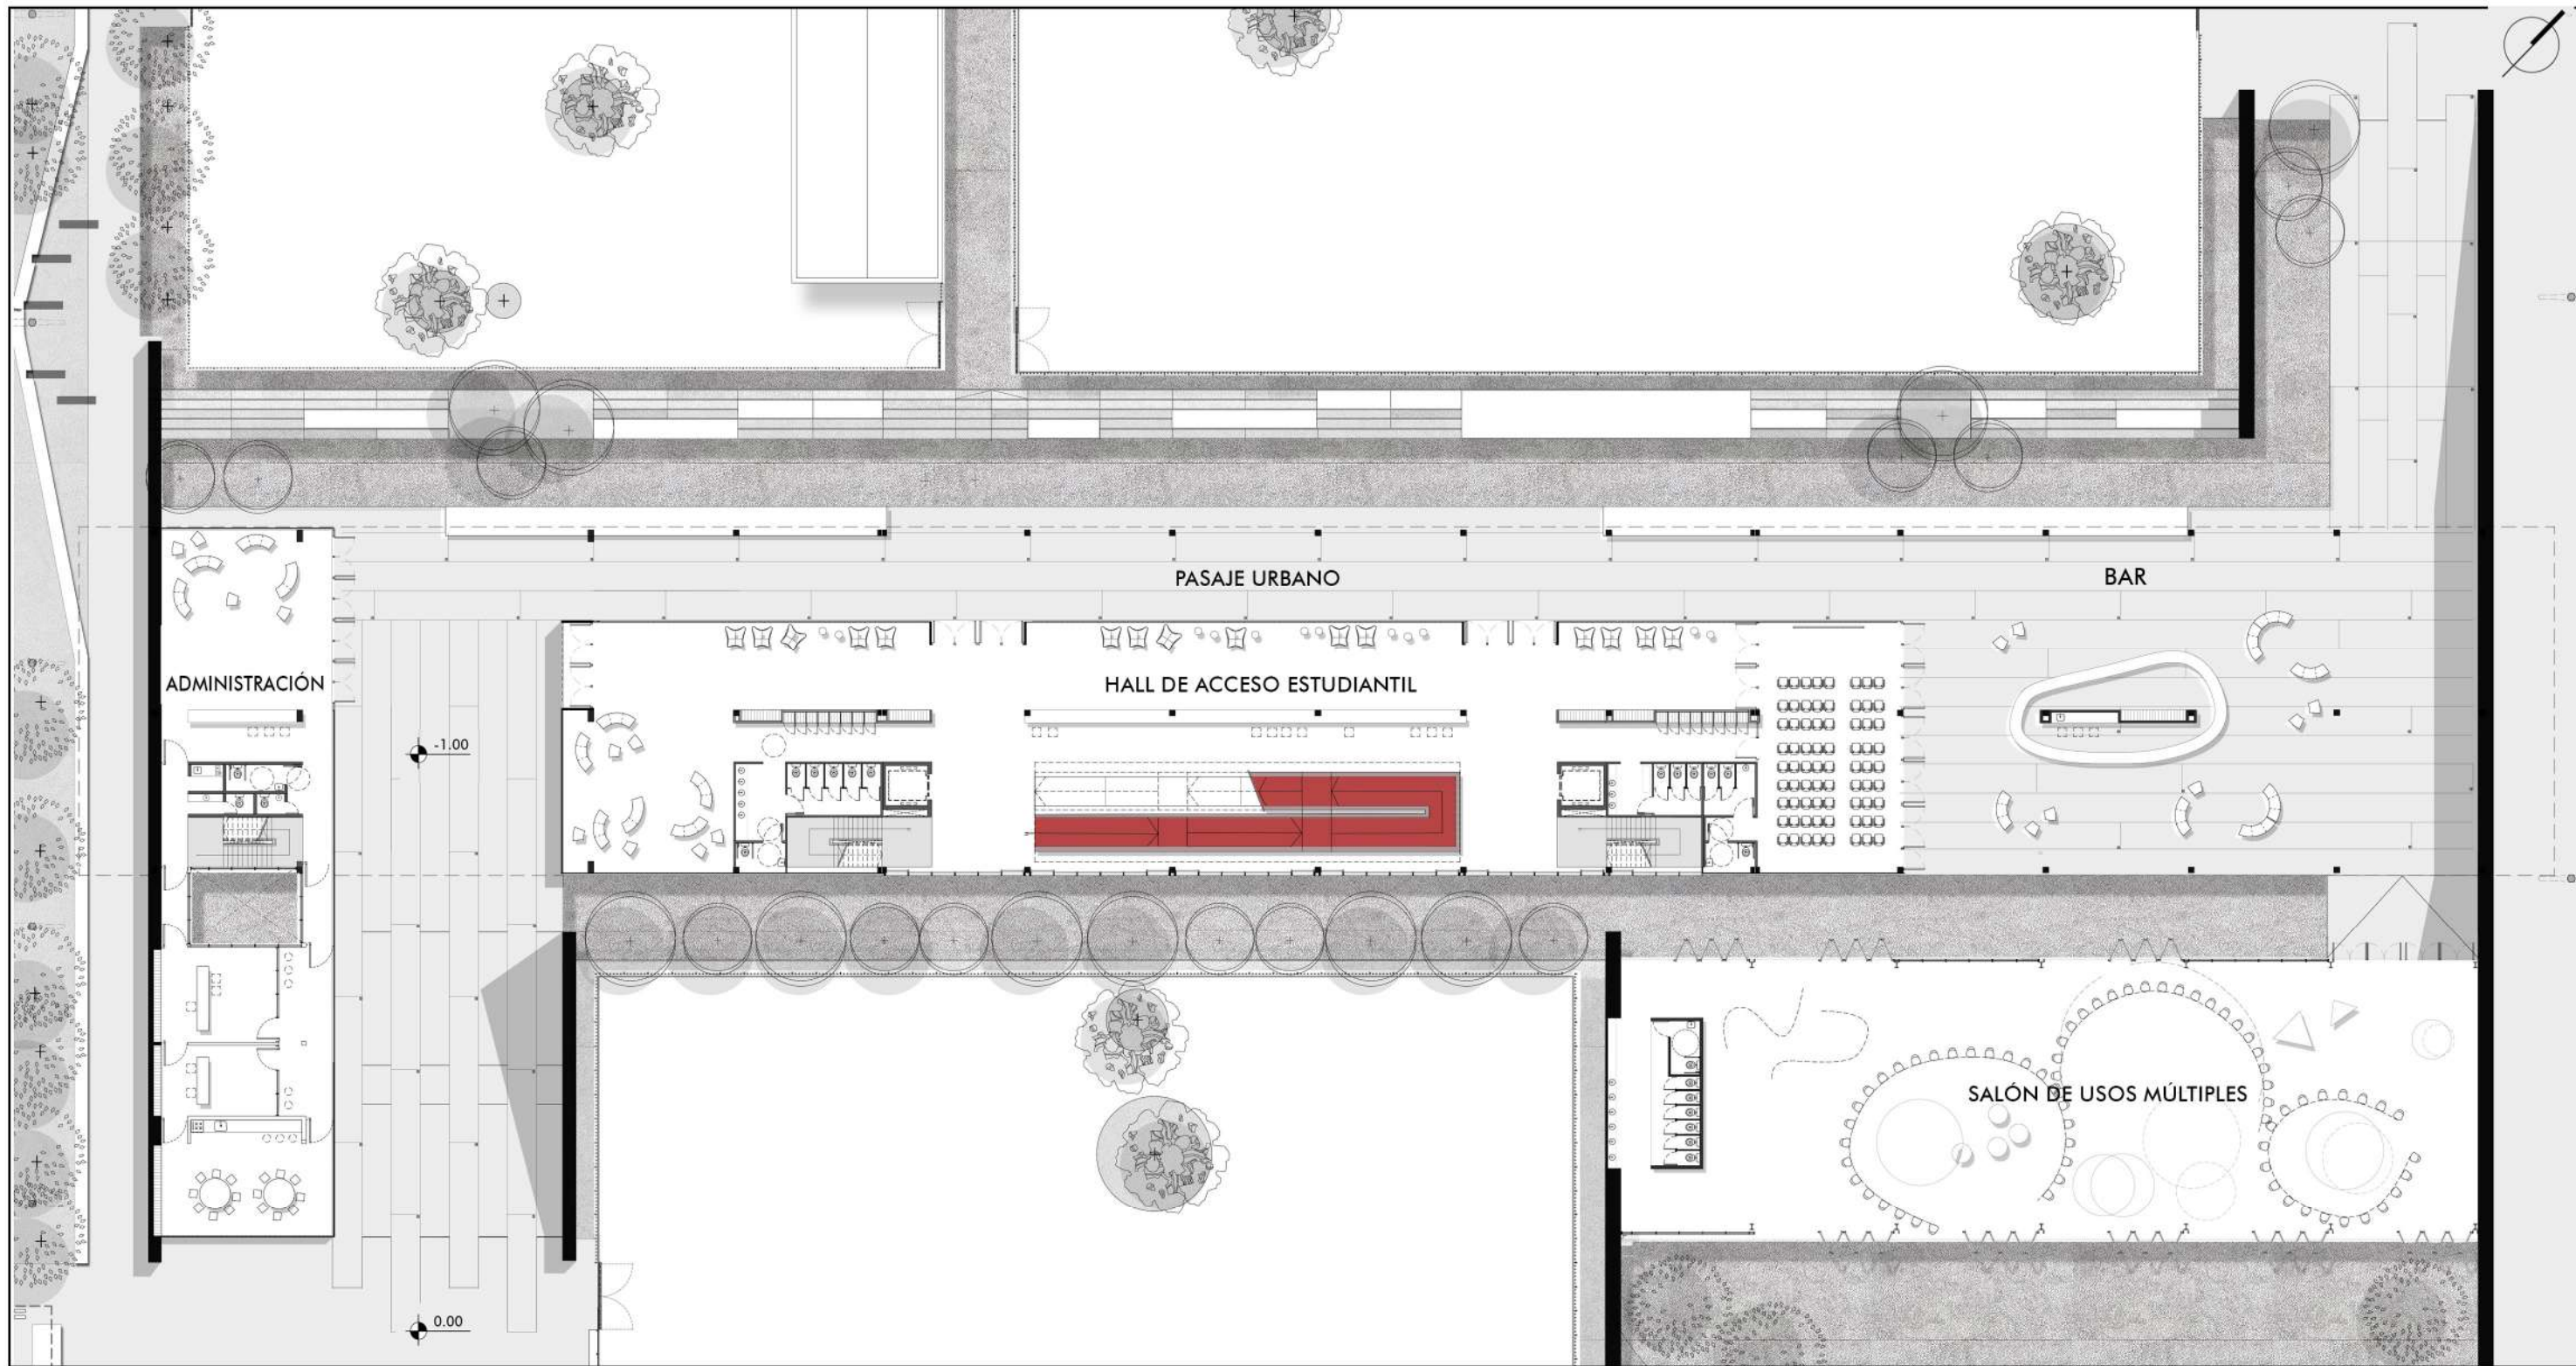 PASAJE URBANO
BAR
ADMINISTRACIÓN
HALL DE ACCESO ESTUDIANTIL
-1.00
SALÓN DE USOS MÚLTIPLES
0.00